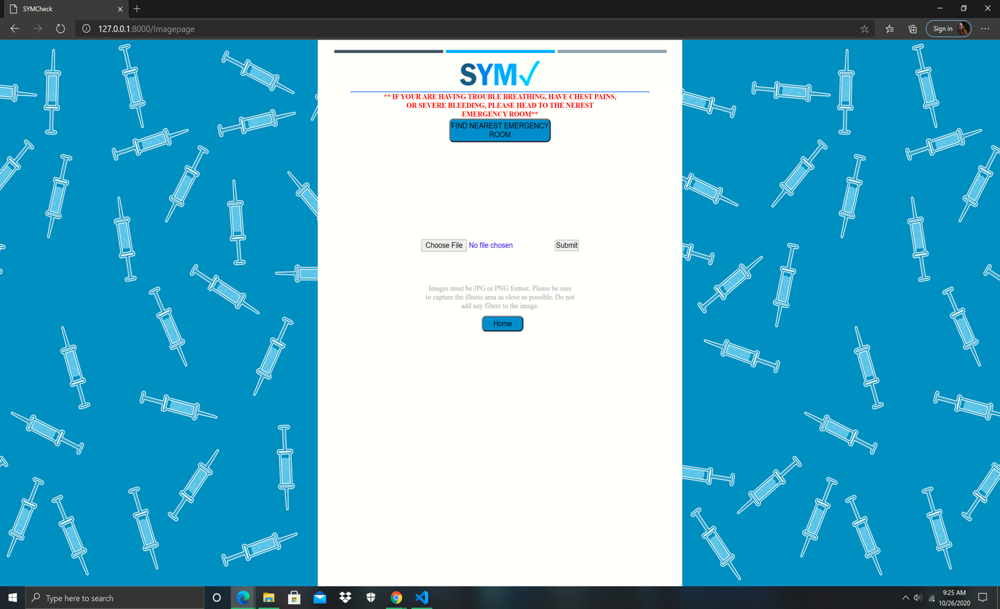 SYMCheck
127.0.0.1:8000/Imagepage
Sign in
SYM✓
** IF YOUR ARE HAVING TROUBLE BREATHING, HAVE CHEST PAINS,
OR SEVERE BLEEDING, PLEASE HEAD TO THE NEREST
EMERGENCY ROOM**
FIND NEAREST EMERGENCY
ROOM
Choose File No file chosen Submit
Images must be JPG or PNG format. Please be sure
to capture the illness area as close as possible. Do not
add any filters to the image.
Home
Type here to search
9:25 AM
10/26/2020